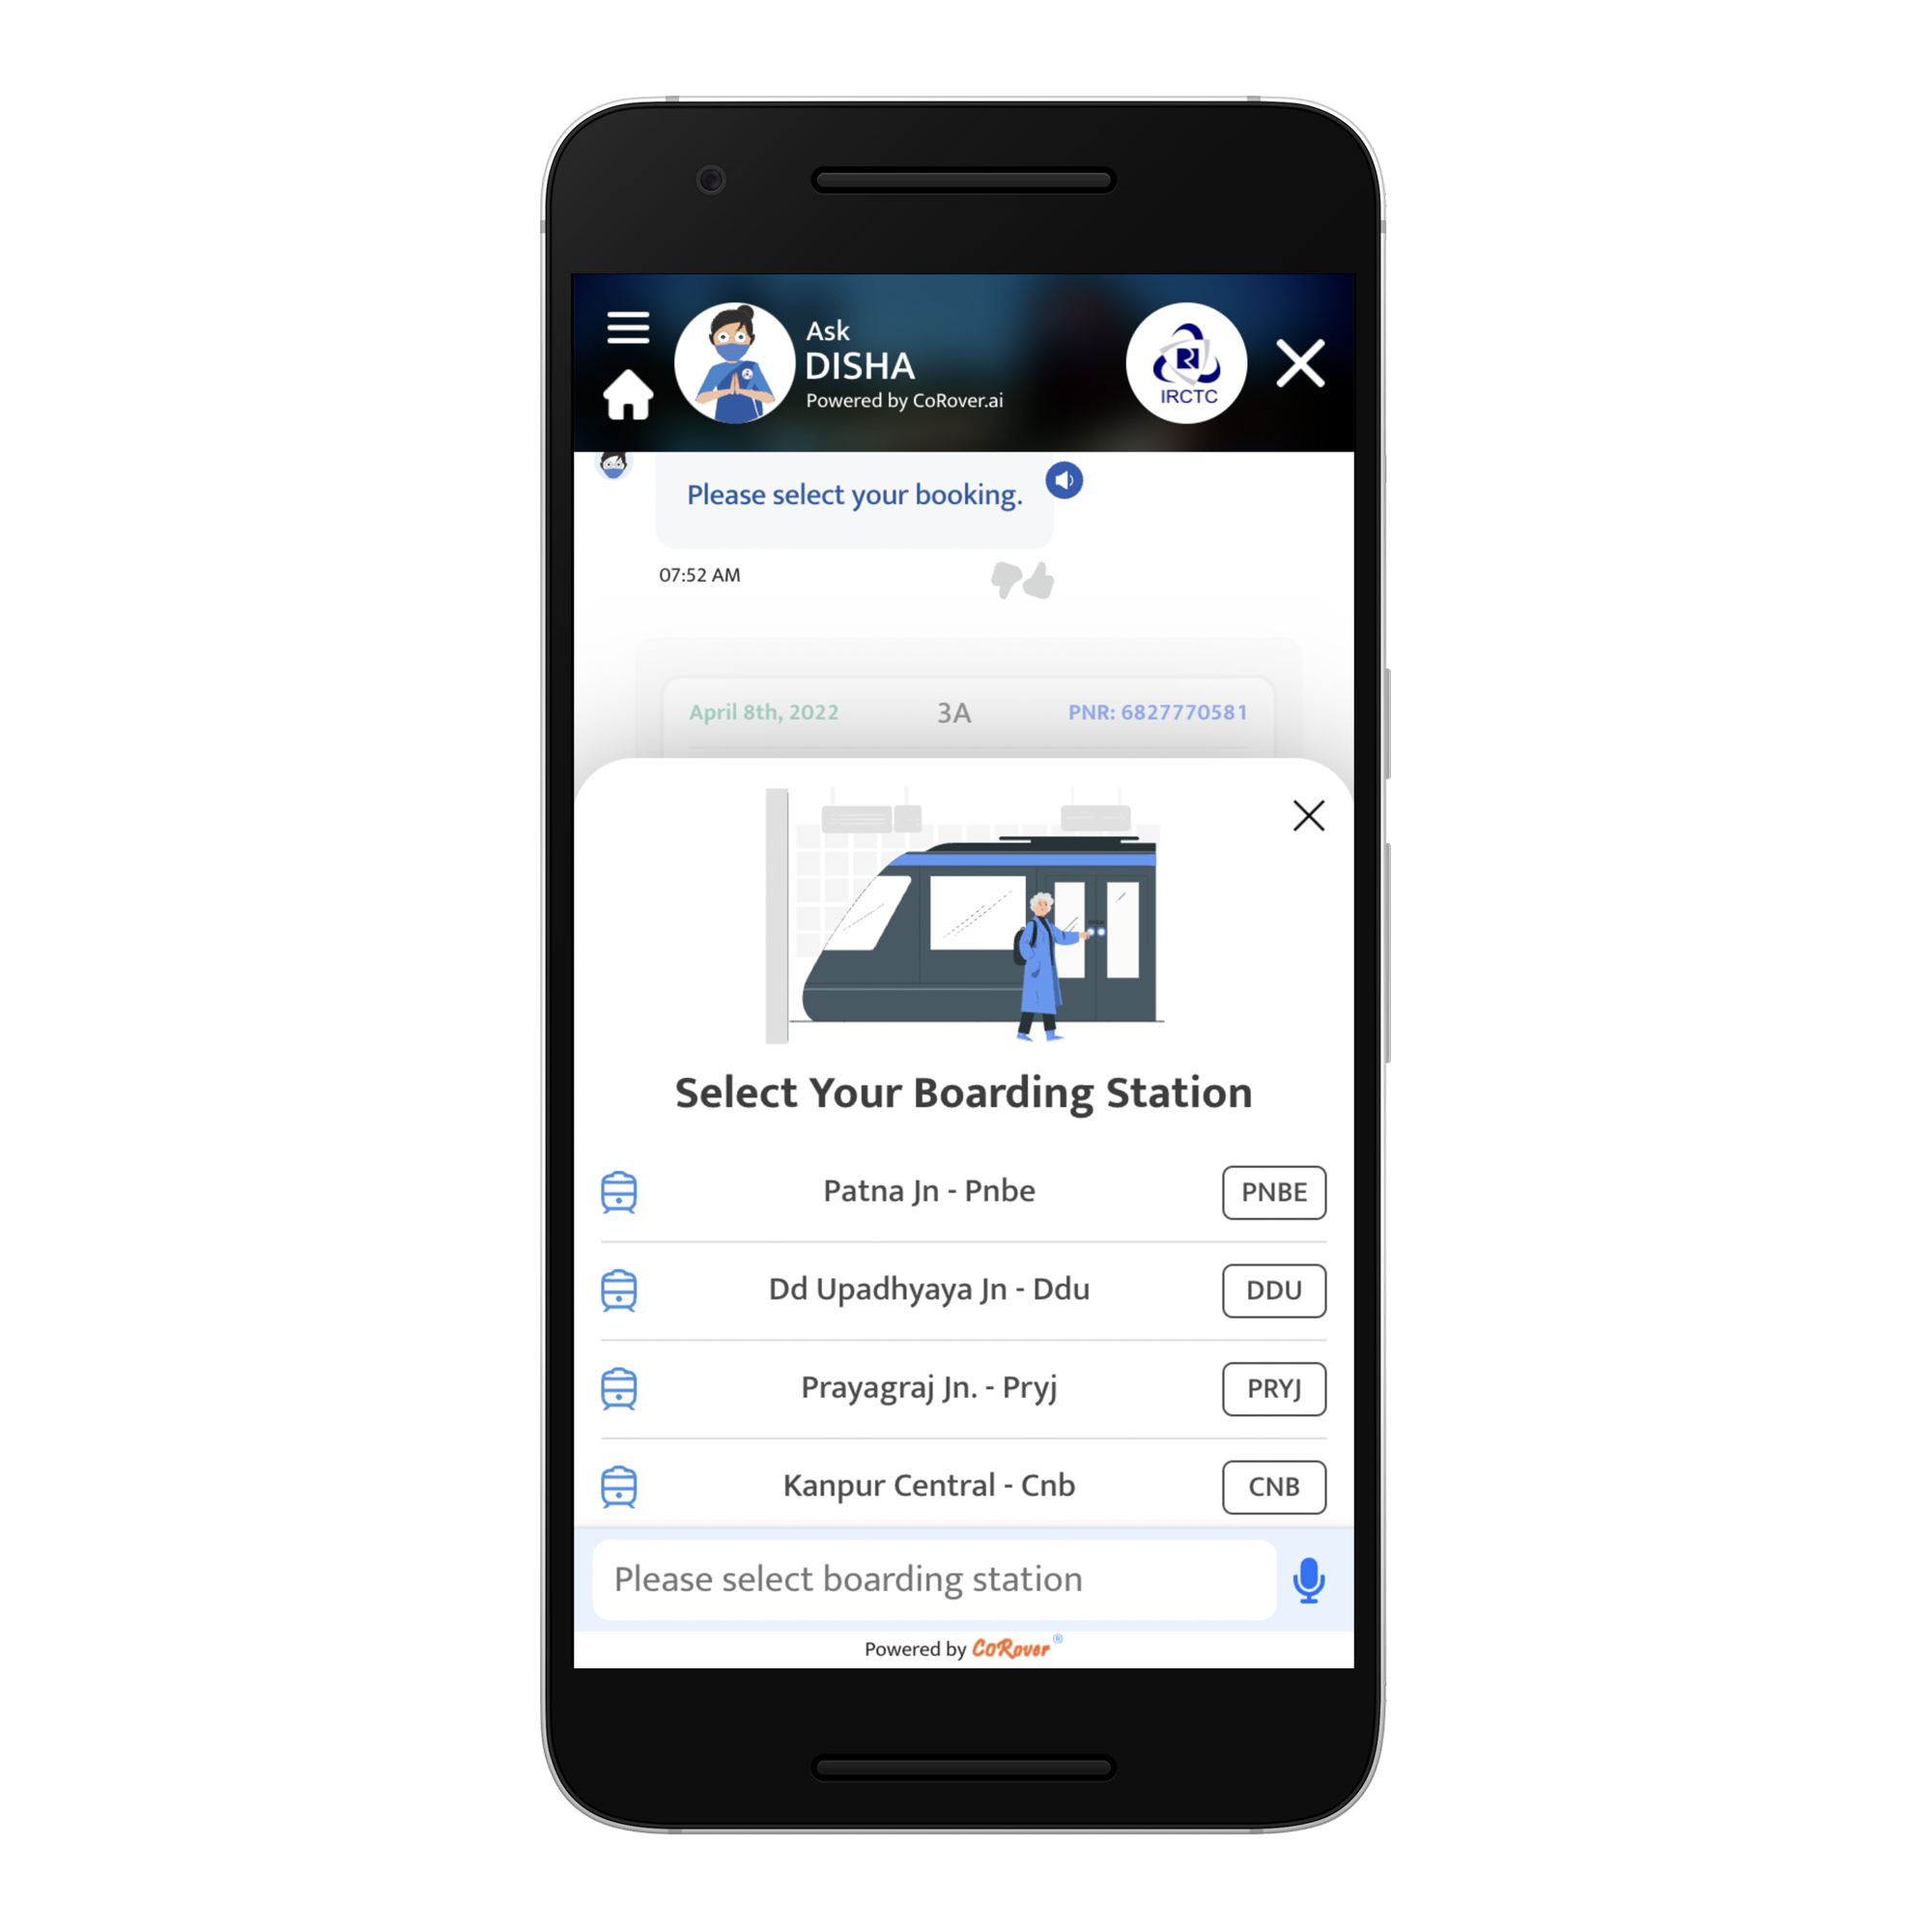 Ask
DISHA
Powered by CoRover.ai
IRCTC
Please select your booking.
07:52 AM
April 8th, 2022 3A PNR: 6827770581
Select Your Boarding Station
Patna Jn - Pnbe PNBE
Dd Upadhyaya Jn - Ddu DDU
Prayagraj Jn. - Pryj PRYJ
Kanpur Central - Cnb CNB
Please select boarding station
Powered by CoRover®